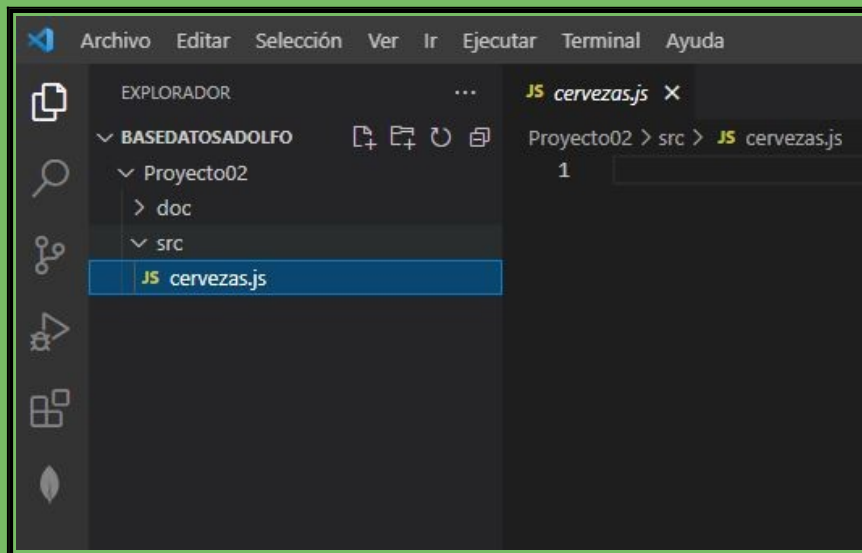 Archivo Editar Selección Ver Ir Ejecutar Terminal Ayuda
EXPLORADOR
BASEDATOSADOLFO
Proyecto02
doc
src
JS cervezas.js
JS cervezas.js
Proyecto02 > src > JS cervezas.js
1